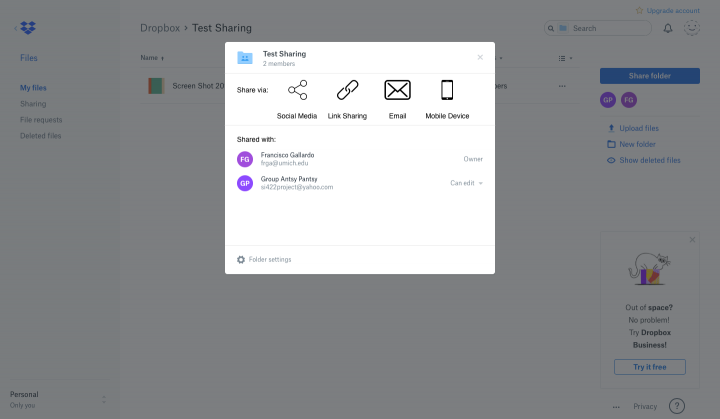 Upgrade account
Dropbox › Test Sharing
Search
Files
My files
Sharing
File requests
Deleted files
Personal
Only you
Name
Screen Shot 20
Test Sharing
2 members
Share via:
Social Media
Link Sharing
Email
Mobile Device
Shared with:
FG
Francisco Gallardo
frga@umich.edu
Owner
GP
Group Antsy Pantsy
si422project@yahoo.com
Can edit
Folder settings
Share folder
GP
FG
Upload files
New folder
Show deleted files
Out of space?
No problem!
Try Dropbox
Business!
Try it free
Privacy
?